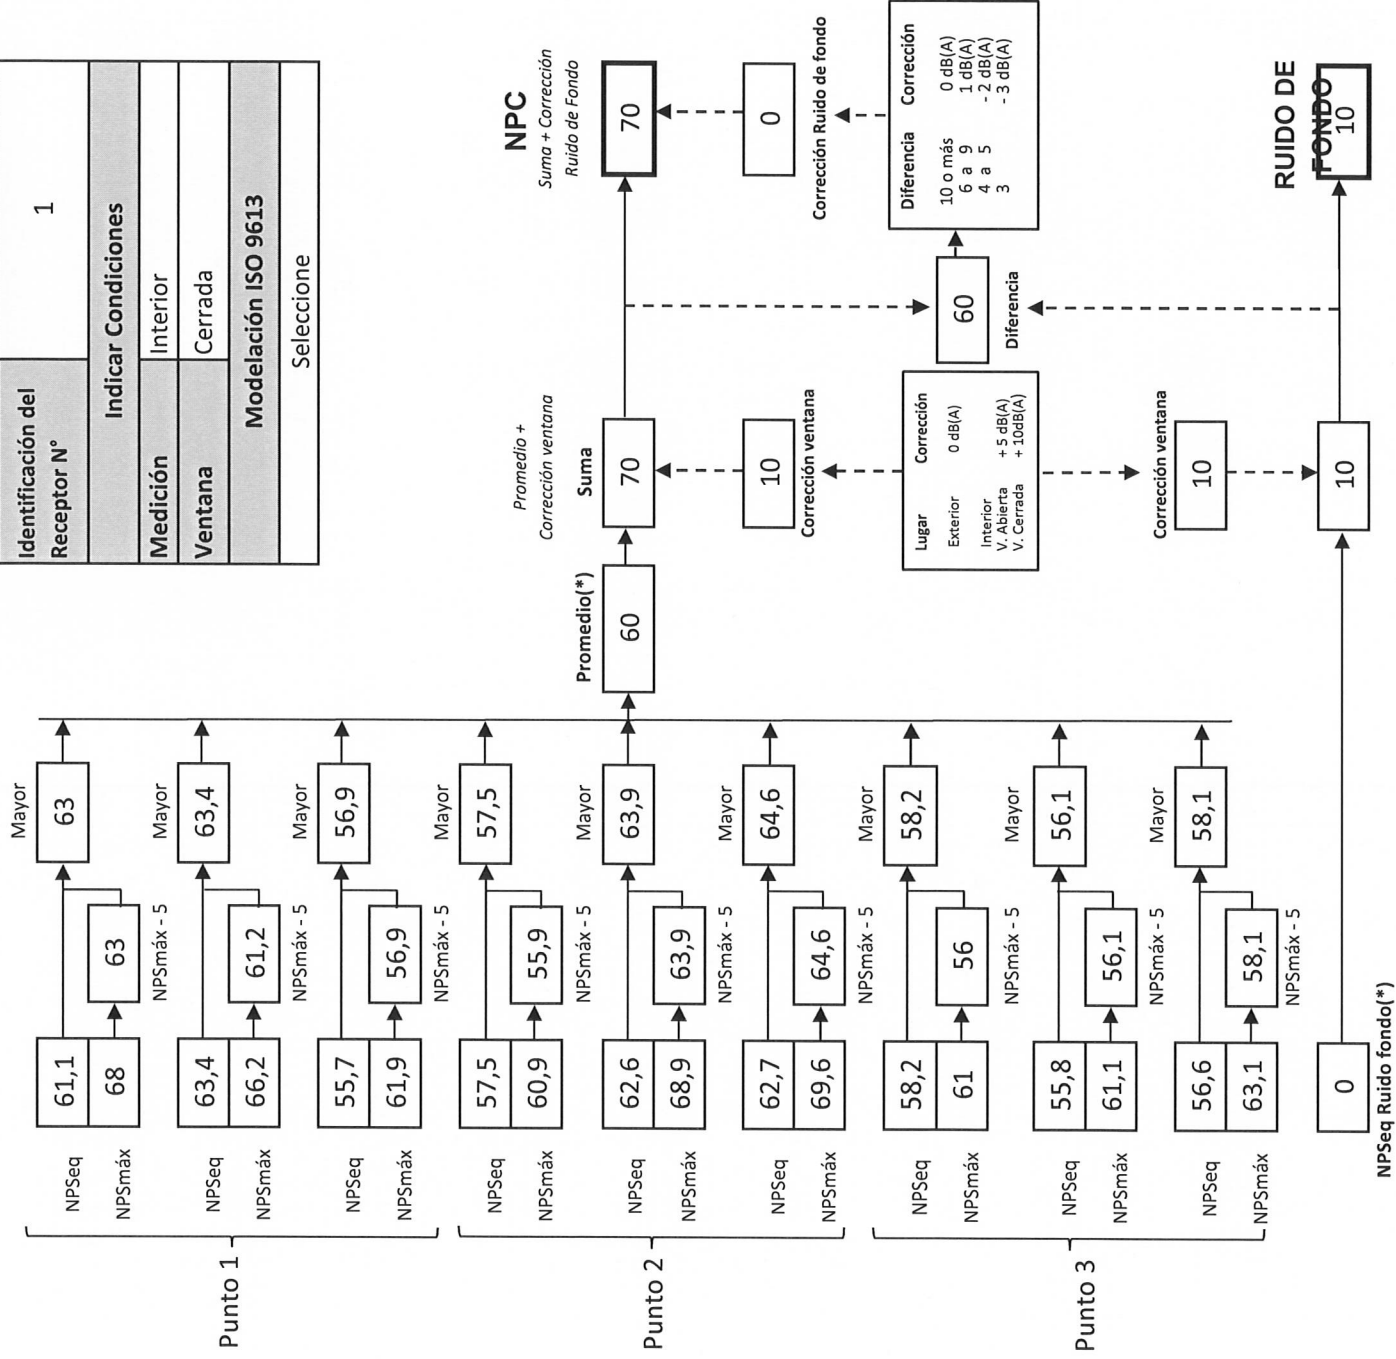 Identificación del
Receptor N°
1
Indicar Condiciones
Medición
Interior
Ventana
Cerrada
Modelación ISO 9613
Seleccione
Punto 1
NPSeq
61,1
NPSmáx
68
63
NPSmáx - 5
Mayor
63
NPSeq
63,4
NPSmáx
66,2
61,2
NPSmáx - 5
Mayor
63,4
NPSeq
55,7
NPSmáx
61,9
56,9
NPSmáx - 5
Mayor
56,9
Punto 2
NPSeq
57,5
NPSmáx
60,9
55,9
NPSmáx - 5
Mayor
57,5
NPSeq
62,6
NPSmáx
68,9
63,9
NPSmáx - 5
Mayor
63,9
NPSeq
62,7
NPSmáx
69,6
64,6
NPSmáx - 5
Mayor
64,6
Punto 3
NPSeq
58,2
NPSmáx
61
56
NPSmáx - 5
Mayor
58,2
NPSeq
55,8
NPSmáx
61,1
56,1
NPSmáx - 5
Mayor
56,1
NPSeq
56,6
NPSmáx
63,1
58,1
NPSmáx - 5
Mayor
58,1
Promedio(*)
60
Promedio +
Corrección ventana
Suma
70
10
Corrección ventana
Lugar Corrección
Exterior 0 dB(A)
Interior
V. Abierta + 5 dB(A)
V. Cerrada + 10dB(A)
Corrección ventana
10
10
0
NPSeq Ruido fondo(*)
NPC
Suma + Corrección
Ruido de Fondo
70
0
Corrección Ruido de fondo
Diferencia Corrección
10 o más 0 dB(A)
6 a 9 1 dB(A)
4 a 5 - 2 dB(A)
3 - 3 dB(A)
60
Diferencia
RUIDO DE
FONDO
10